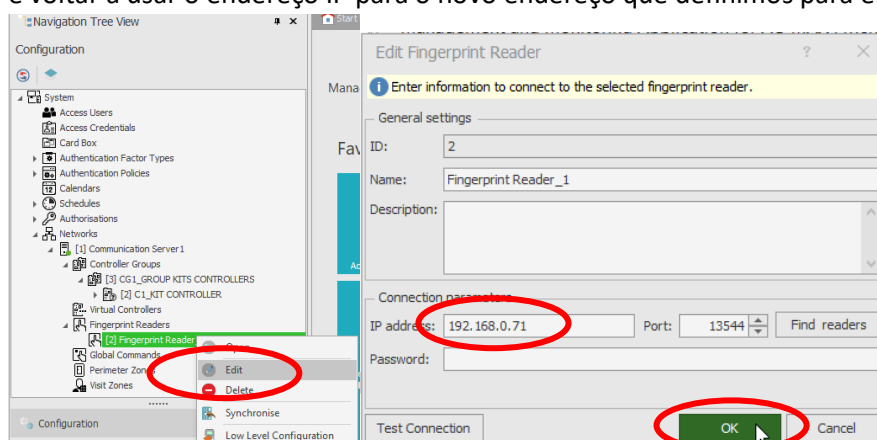 e voltar a usar o endereço IP para o novo endereço que definimos para e
Navigation Tree View
Configuration
System
Access Users
Access Credentials
Card Box
Authentication Factor Types
Authentication Policies
Calendars
Schedules
Authorisations
Networks
[1] Communication Server1
Controller Groups
[3] CG1_GROUP KITS CONTROLLERS
[2] C1_KIT CONTROLLER
Virtual Controllers
Fingerprint Readers
[2] Fingerprint Reader
Global Commands
Perimeter Zones
Visit Zones
Configuration
Open
Edit
Delete
Synchronise
Low Level Configuration
Start
Mana
Fav
Ac
Edit Fingerprint Reader
Enter information to connect to the selected fingerprint reader.
General settings
ID: 2
Name: Fingerprint Reader_1
Description:
Connection parameters
IP address: 192.168.0.71 Port: 13544 Find readers
Password:
Test Connection OK Cancel